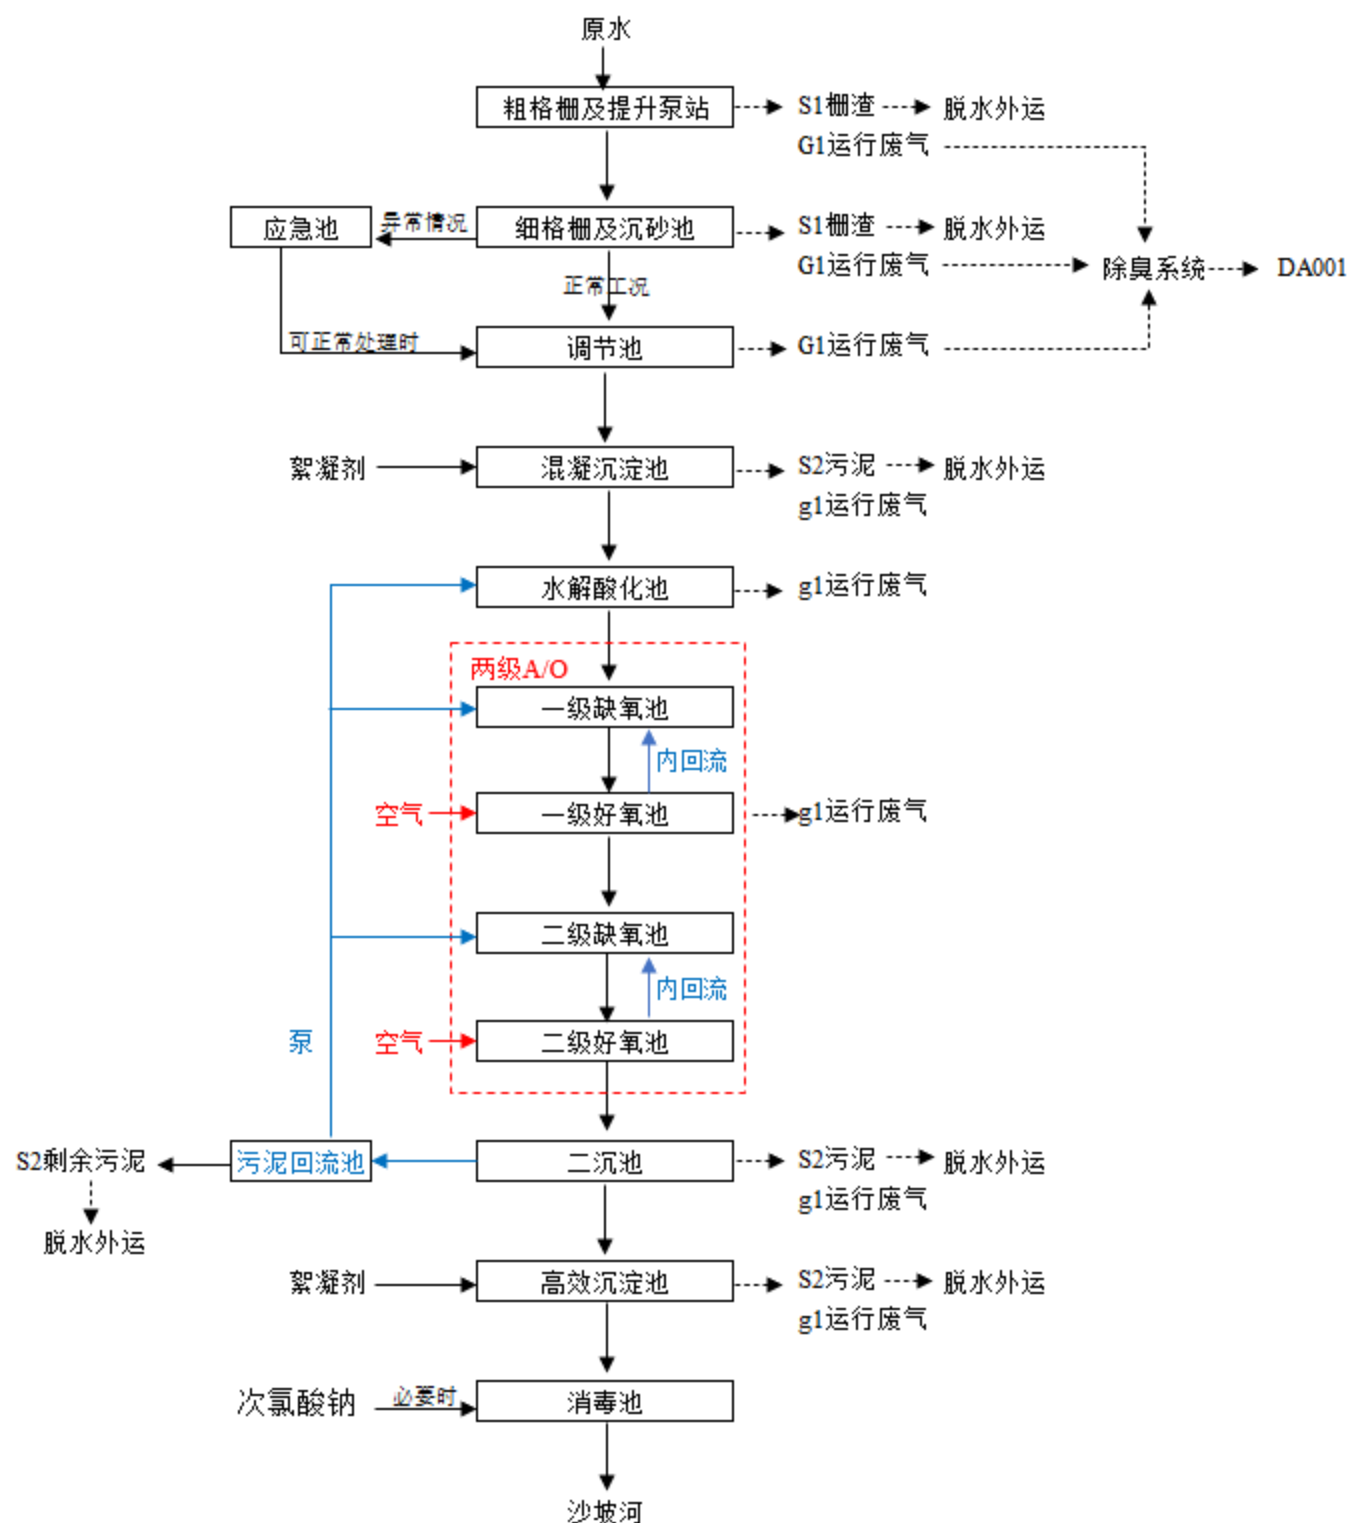 原水
粗格栅及提升泵站
S1栅渣
脱水外运
G1运行废气
应急池
异常情况
细格栅及沉砂池
S1栅渣
脱水外运
G1运行废气
除臭系统
DA001
正常工况
可正常处理时
调节池
G1运行废气
絮凝剂
混凝沉淀池
S2污泥
脱水外运
g1运行废气
水解酸化池
g1运行废气
两级A/O
一级缺氧池
内回流
空气
一级好氧池
g1运行废气
二级缺氧池
内回流
泵
空气
二级好氧池
S2剩余污泥
污泥回流池
二沉池
S2污泥
脱水外运
g1运行废气
脱水外运
絮凝剂
高效沉淀池
S2污泥
脱水外运
g1运行废气
次氯酸钠
必要时
消毒池
沙坡河